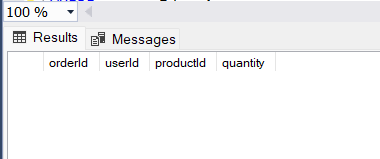 100 %
Results Messages
orderId userId productId quantity